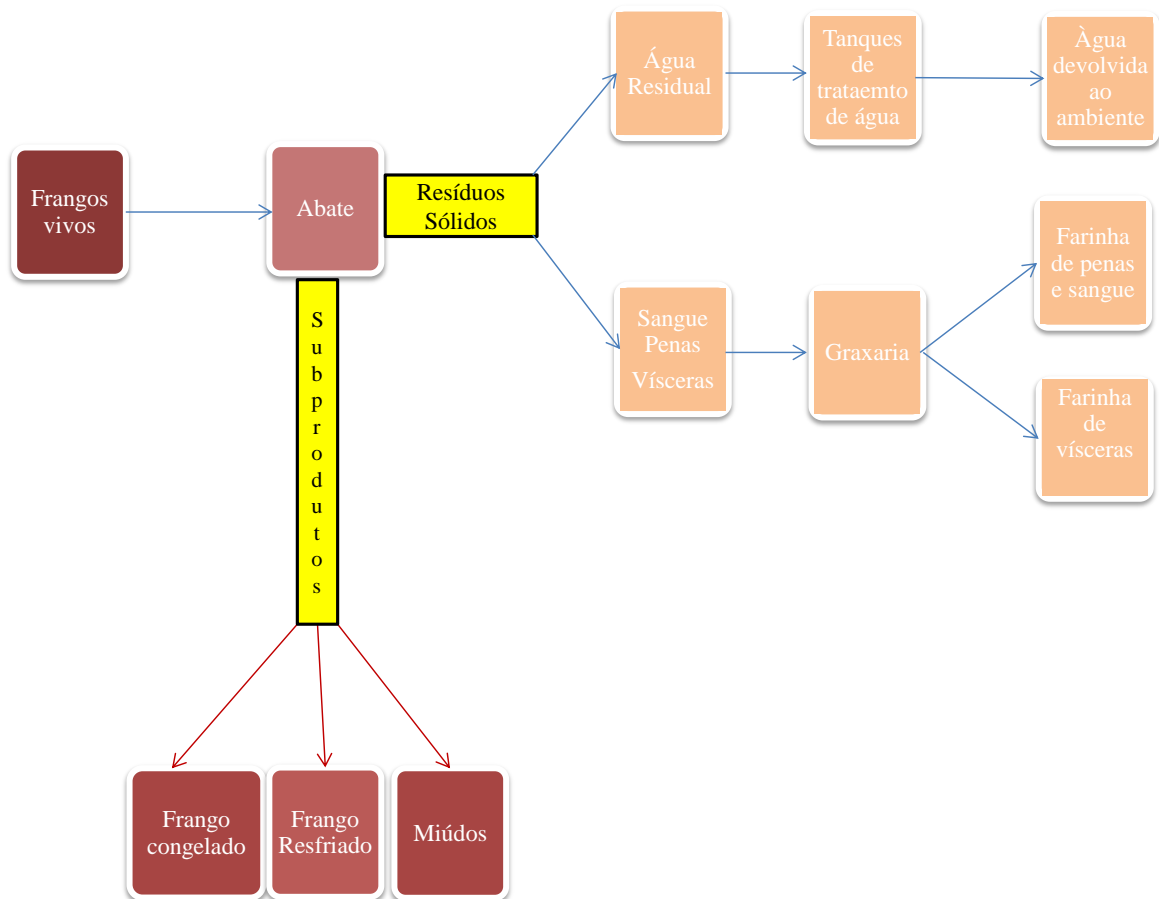 Frangos
vivos
Abate
Resíduos
Sólidos
Água
Residual
Tanques
de
trataemto
de água
Àgua
devolvida
ao
ambiente
Sangue
Penas
Vísceras
Graxaria
Farinha
de penas
e sangue
Farinha
de
vísceras
Subprodutos
Frango
congelado
Frango
Resfriado
Miúdos